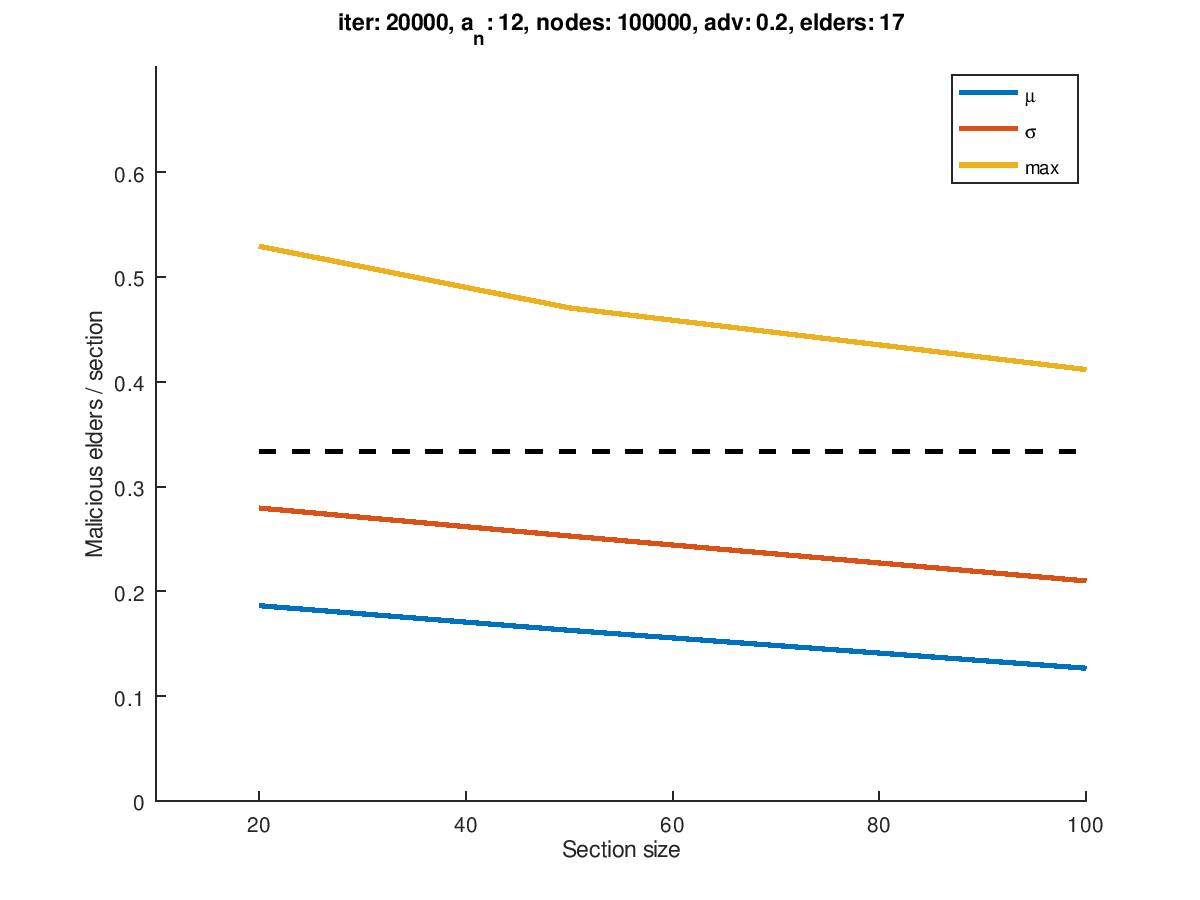 iter: 20000, a_n: 12, nodes: 100000, adv: 0.2, elders: 17
μ
σ
max
0.6
0.5
0.4
0.3
0.2
0.1
0
Malicious elders / section
20 40 60 80 100
Section size